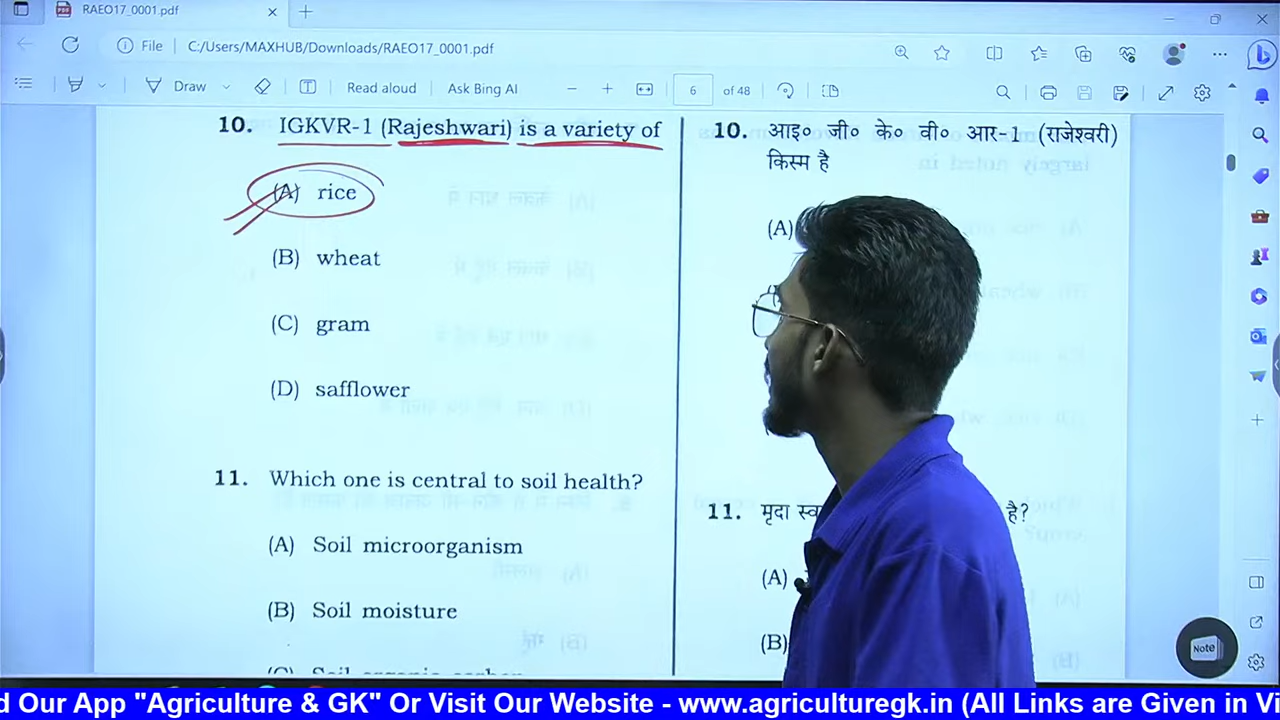 RAEO17_0001.pdf
File C:/Users/MAXHUB/Downloads/RAEO17_0001.pdf
Draw Read aloud Ask Bing AI 6 of 48
10. IGKVR-1 (Rajeshwari) is a variety of
(A) rice
(B) wheat
(C) gram
(D) safflower
11. Which one is central to soil health?
(A) Soil microorganism
(B) Soil moisture
10. आइ० जी० के० वी० आर-1 (राजेश्वरी)
किस्म है
(A)
11. मृदा है?
(A)
(B)
Note
d Our App "Agriculture & GK" Or Visit Our Website - www.agriculturegk.in (All Links are Given in Vi